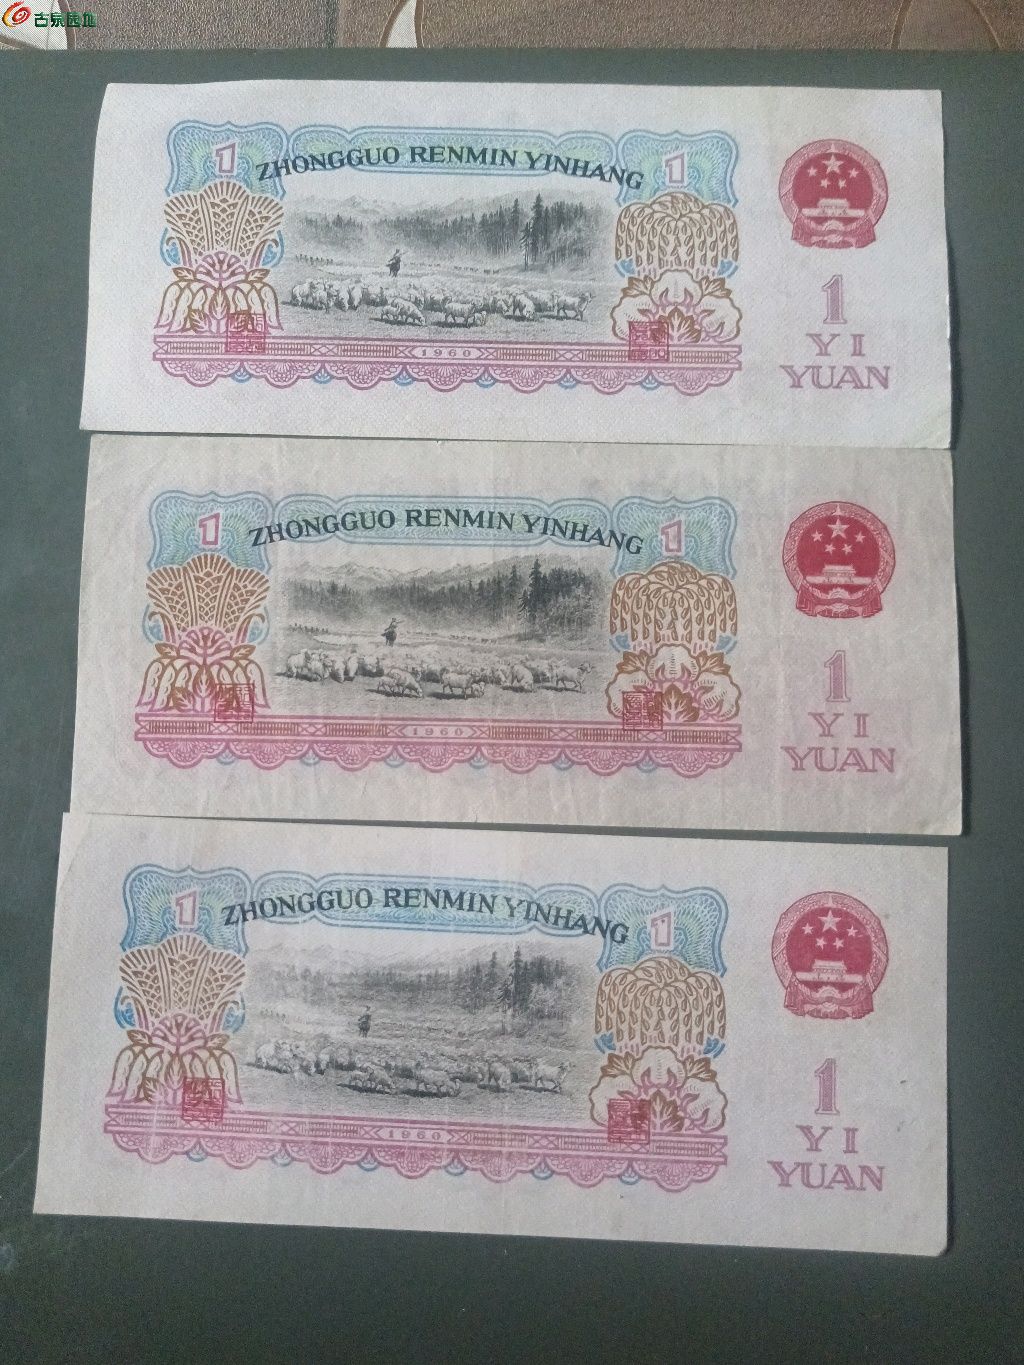 古泉园地
1 ZHONGGUO RENMIN YINHANG 1
1960
1
YI
YUAN
1 ZHONGGUO RENMIN YINHANG 1
1960
1
YI
YUAN
1 ZHONGGUO RENMIN YINHANG 1
1960
1
YI
YUAN